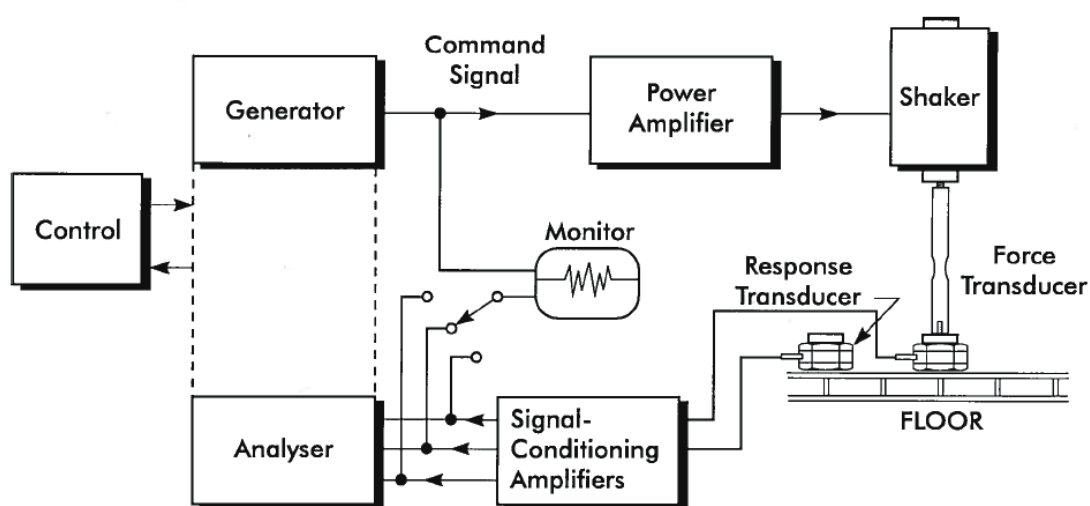 Command
Signal
Generator
Power
Amplifier
Shaker
Control
Monitor
Response
Transducer
Force
Transducer
Analyser
Signal-
Conditioning
Amplifiers
FLOOR